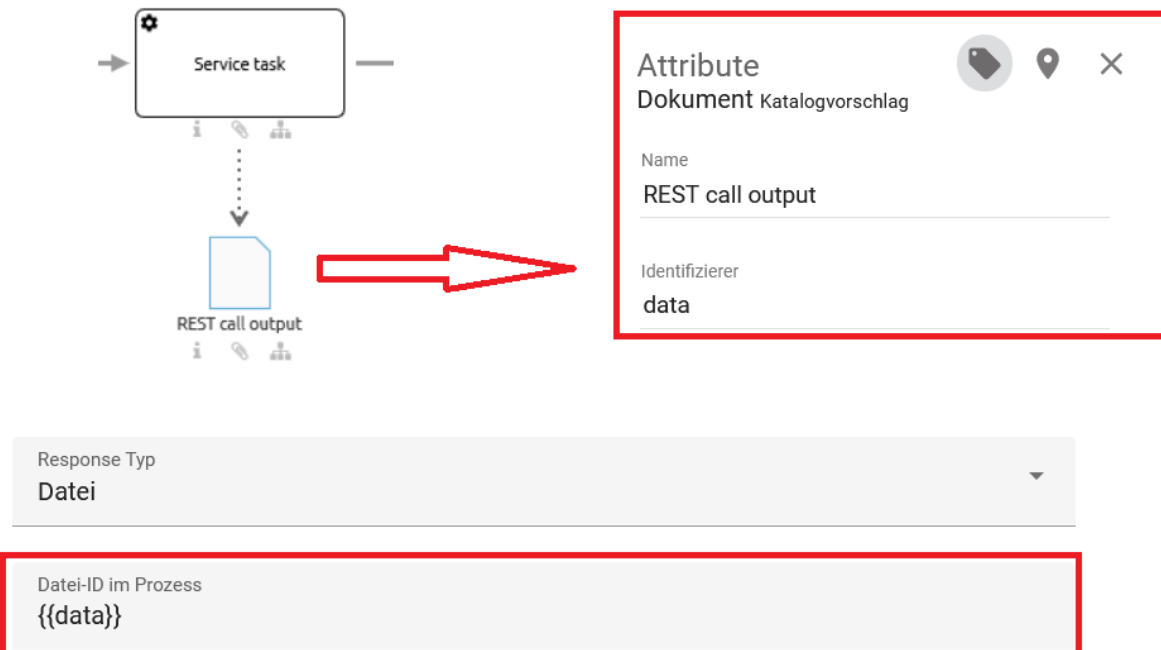 Service task
REST call output
Attribute
Dokument Katalogvorschlag
Name
REST call output
Identifizierer
data
Response Typ
Datei
Datei-ID im Prozess
{{data}}